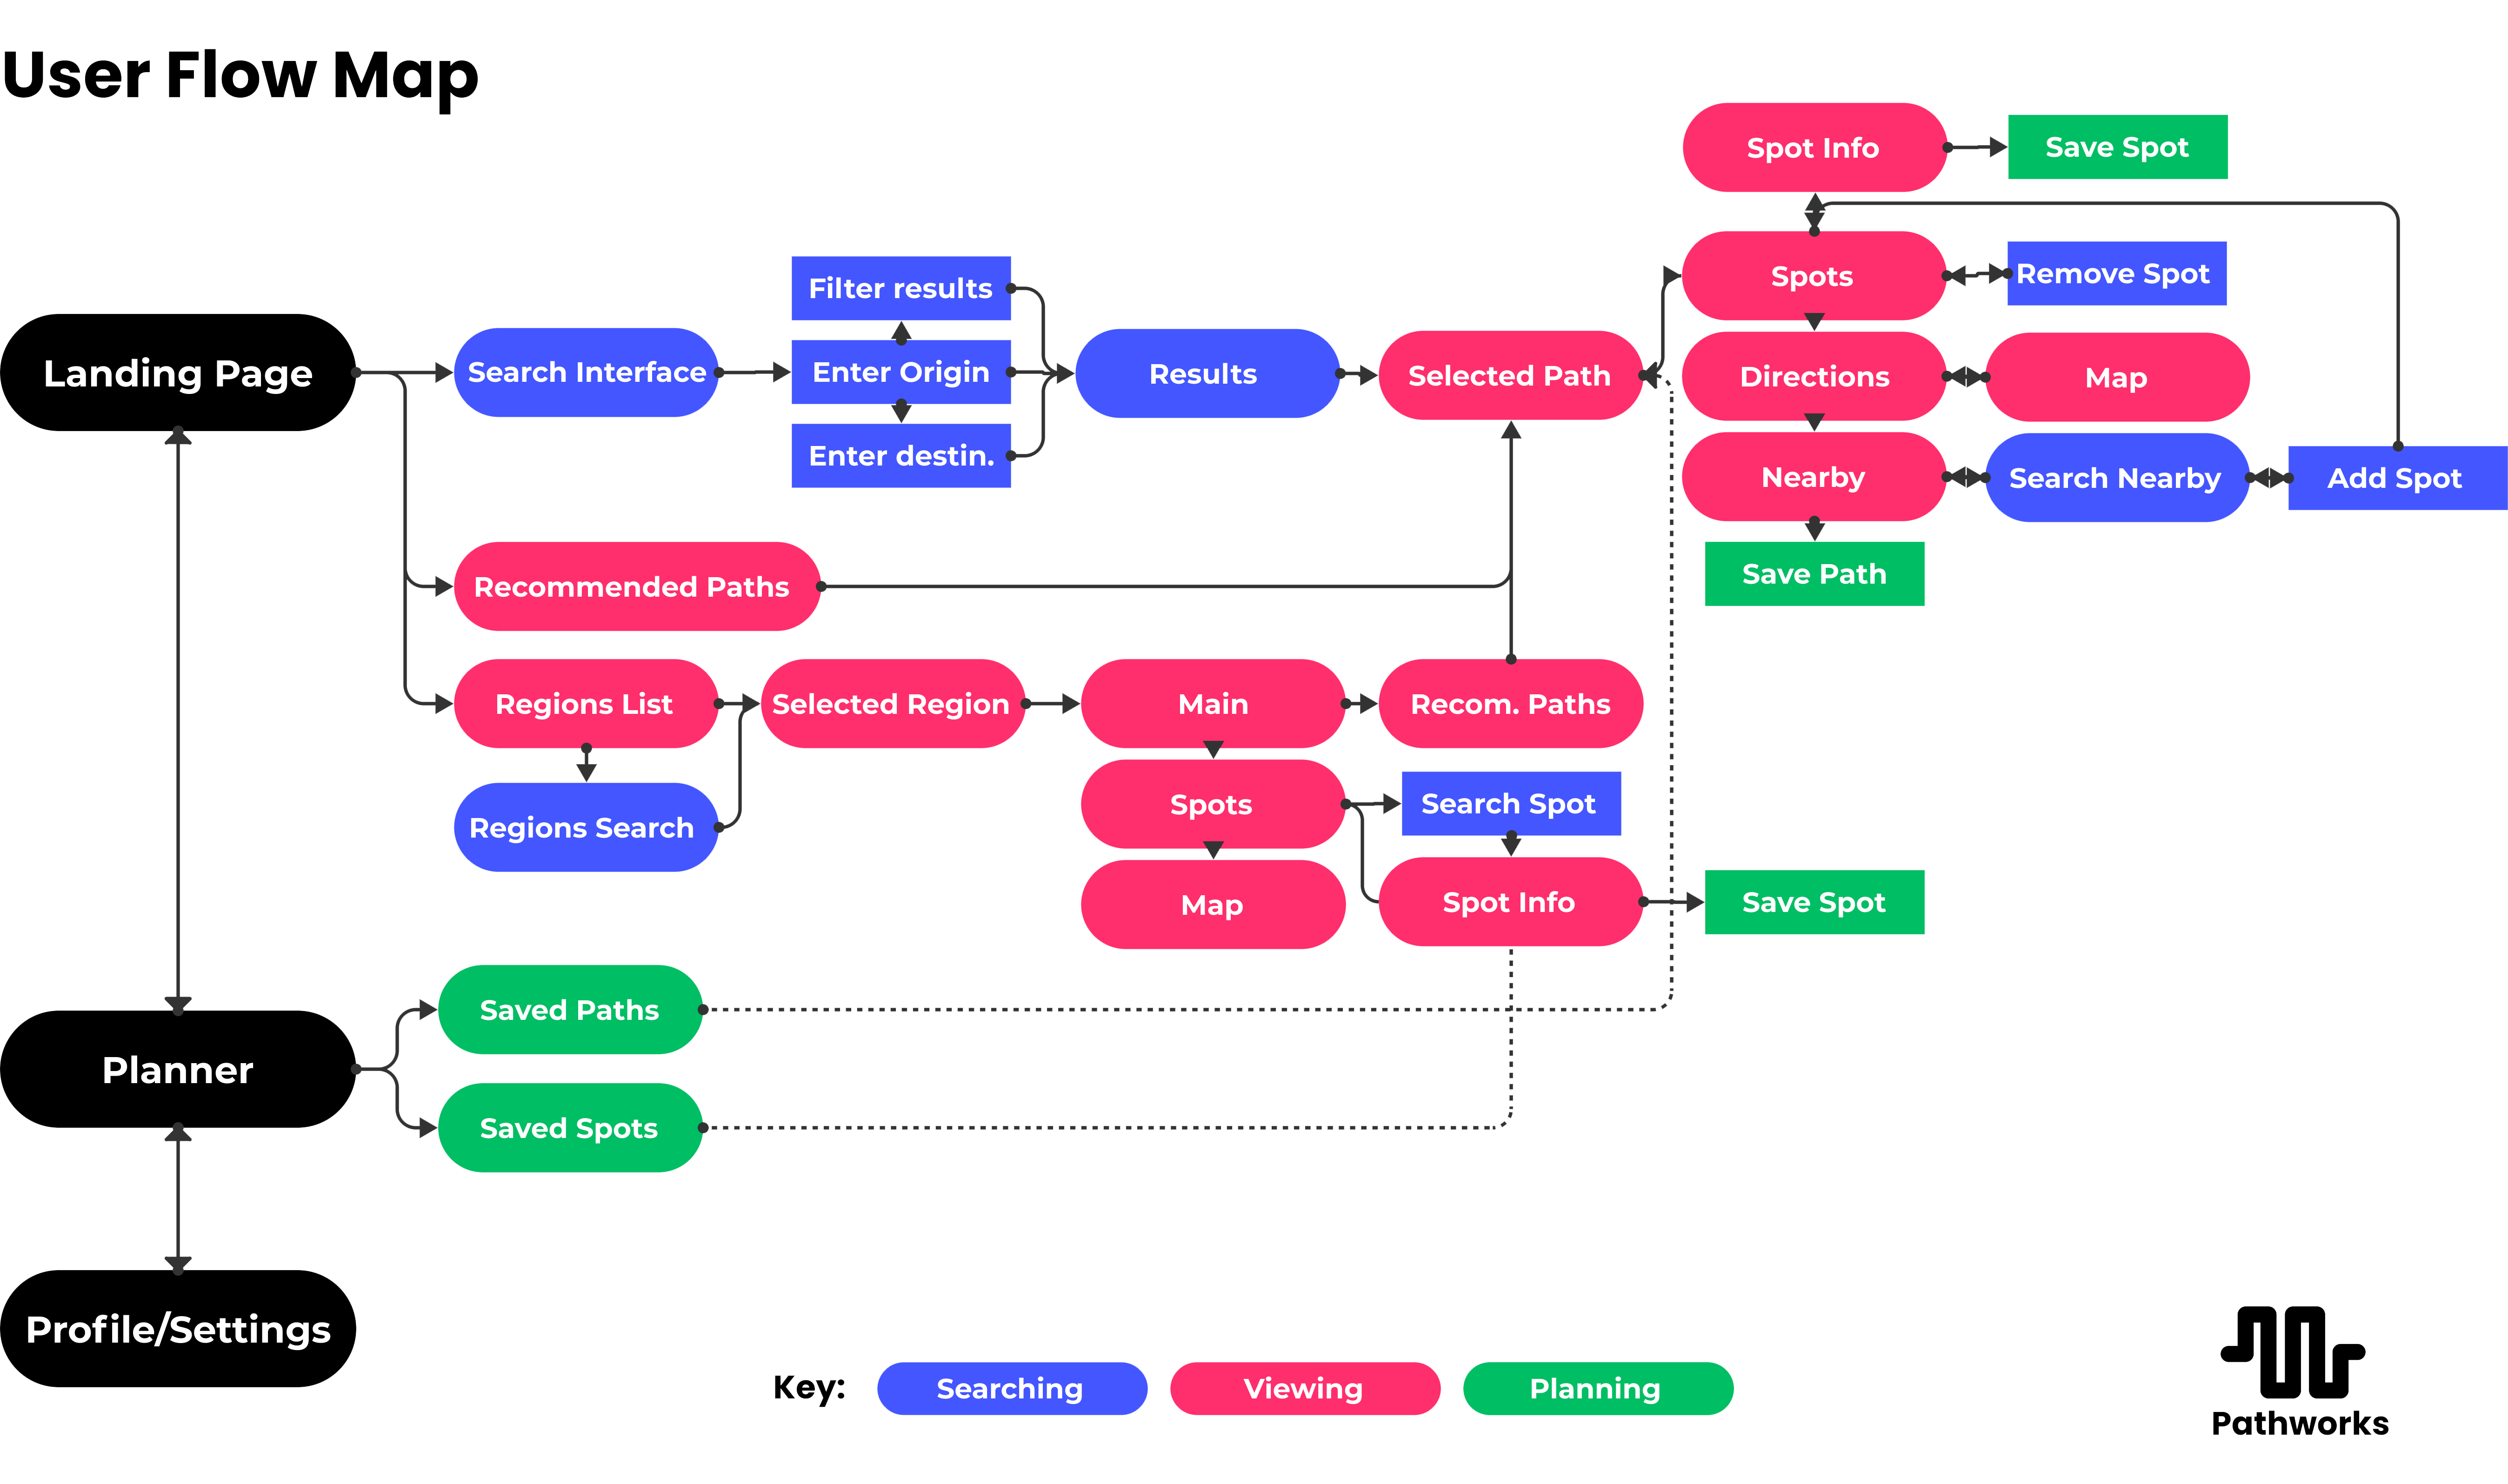 User Flow Map
Spot Info
Save Spot
Spots
Remove Spot
Filter results
Landing Page
Search Interface
Enter Origin
Results
Selected Path
Directions
Map
Enter destin.
Nearby
Search Nearby
Add Spot
Save Path
Recommended Paths
Regions List
Selected Region
Main
Recom. Paths
Regions Search
Spots
Search Spot
Map
Spot Info
Save Spot
Saved Paths
Planner
Saved Spots
Profile/Settings
Key:
Searching
Viewing
Planning
Pathworks